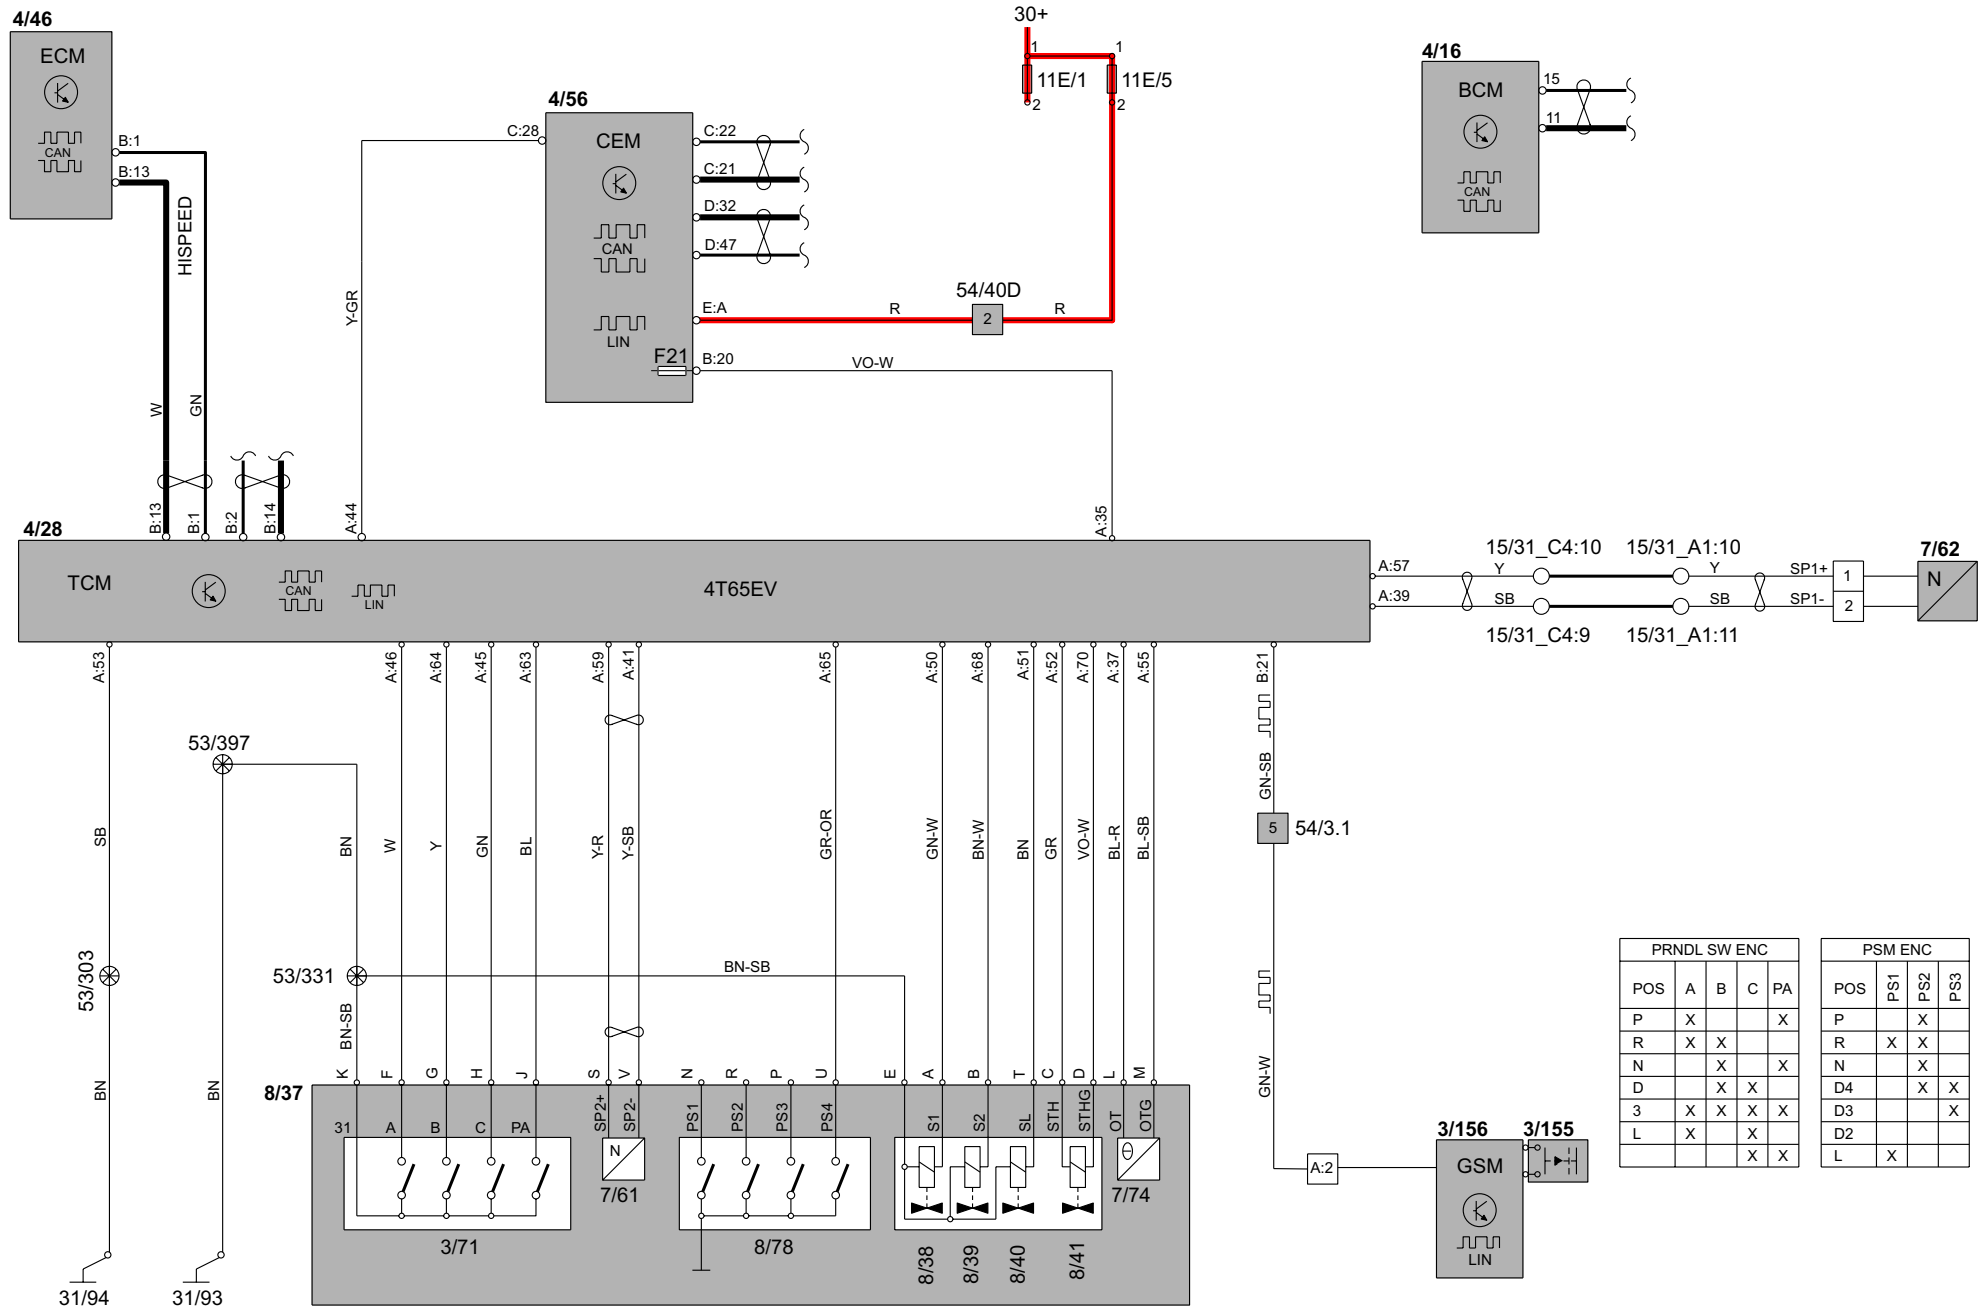 4/46
ECM
CAN
B:1
B:13
HISPEED
W
GN
4/56
CEM
CAN
LIN
F21
C:28
Y-GR
C:22
C:21
D:32
D:47
E:A
R
54/40D
2
R
B:20
VO-W
30+
1
1
11E/1
11E/5
2
2
4/16
BCM
CAN
15
11
4/28
B:13
B:1
B:2
B:14
A:44
A:35
TCM
CAN
LIN
4T65EV
A:57
A:39
Y
SB
15/31_C4:10
15/31_C4:9
15/31_A1:10
15/31_A1:11
Y
SB
SP1+
SP1-
1
2
7/62
N
A:53
A:46
A:64
A:45
A:63
A:59
A:41
A:65
A:50
A:68
A:51
A:52
A:70
A:37
A:55
B:21
53/397
SB
BN
W
Y
GN
BL
Y-R
Y-SB
GR-OR
GN-W
BN-W
BN
GR
VO-W
BL-R
BL-SB
GN-SB
5
54/3.1
53/303
53/331
BN-SB
BN-SB
BN
BN
GN-W
31/94
31/93
8/37
K
F
G
H
J
S
V
N
R
P
U
E
A
B
T
C
D
L
M
31
A
B
C
PA
SP2+
SP2-
PS1
PS2
PS3
PS4
S1
S2
SL
STH
STHG
OT
OTG
3/71
N
7/61
8/78
8/38
8/39
8/40
8/41
7/74
A:2
3/156
3/155
GSM
LIN
PRNDL SW ENC
POS A B C PA
P X X
R X X
N X X
D X X
3 X X X X
L X X
X X
PSM ENC
POS PS1 PS2 PS3
P X
R X X
N X
D4 X X
D3 X
D2
L X